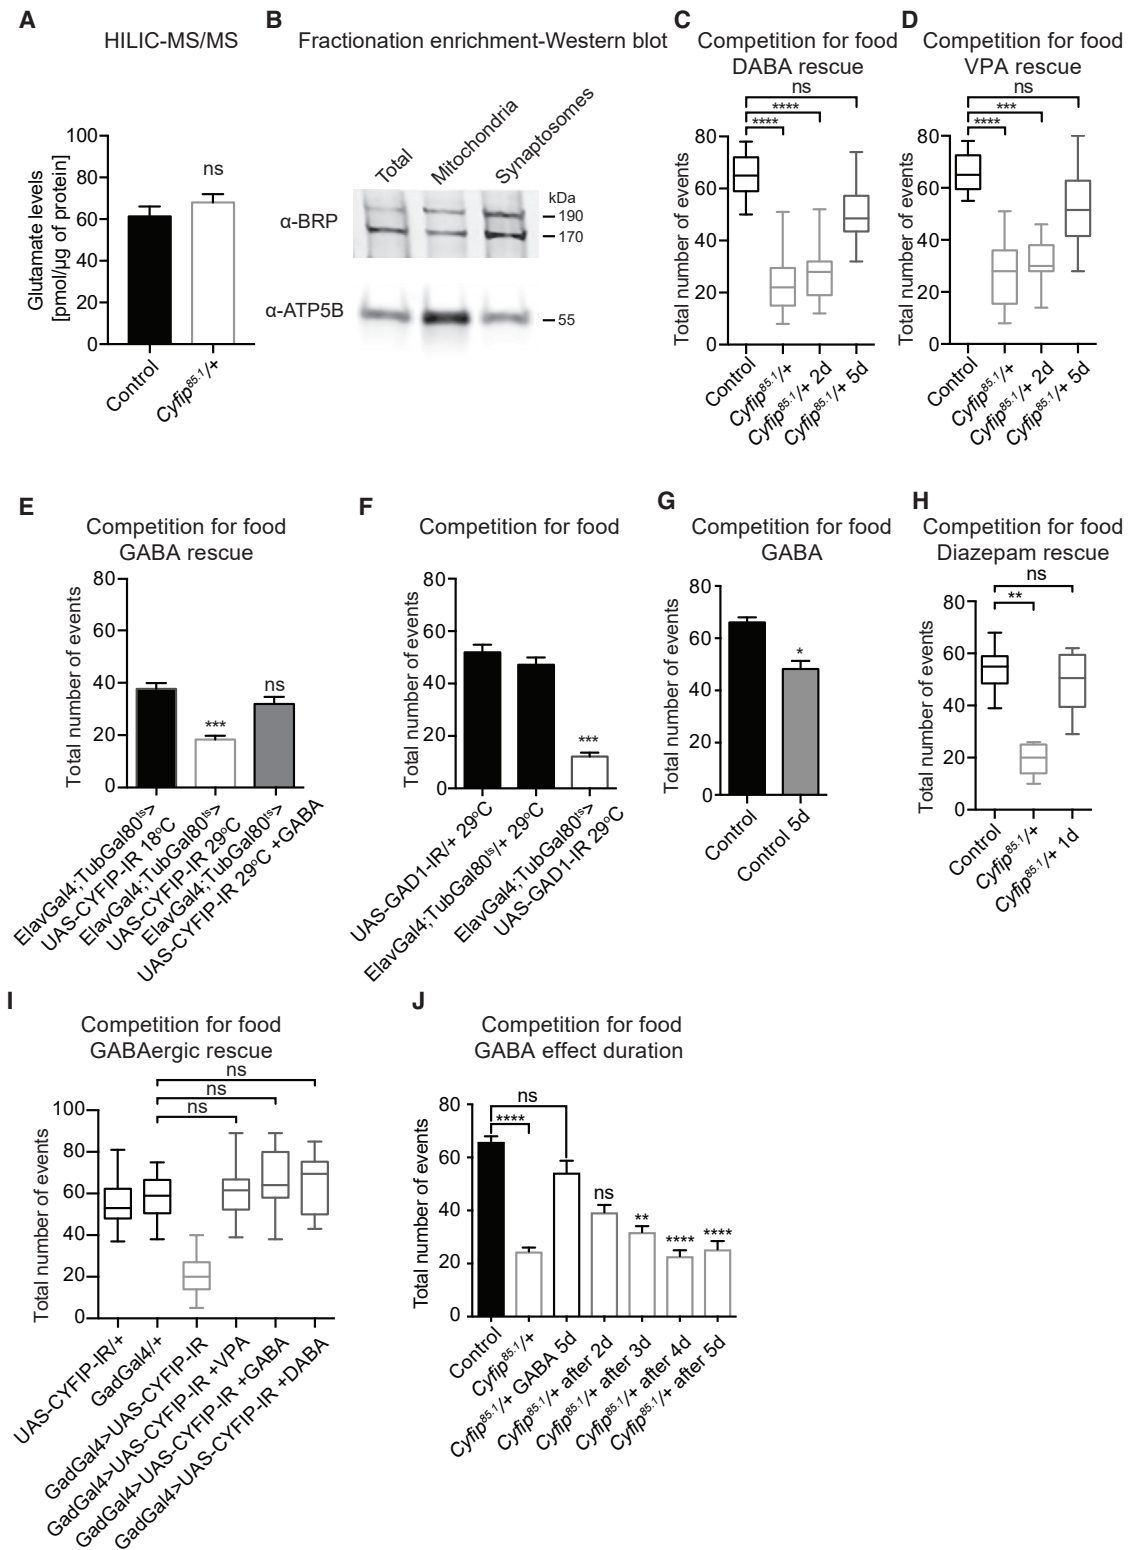 A
HILIC-MS/MS
Glutamate levels
[pmol/µg of protein]
100
80
60
40
20
0
ns
Control
Cyfip85.1/+
B
Fractionation enrichment-Western blot
Total
Mitochondria
Synaptosomes
kDa
α-BRP
190
170
α-ATP5B
55
C
Competition for food
DABA rescue
ns
****
****
Total number of events
80
60
40
20
0
Control
Cyfip85.1/+
Cyfip85.1/+ 2d
Cyfip85.1/+ 5d
D
Competition for food
VPA rescue
ns
***
****
Total number of events
80
60
40
20
0
Control
Cyfip85.1/+
Cyfip85.1/+ 2d
Cyfip85.1/+ 5d
E
Competition for food
GABA rescue
Total number of events
80
60
40
20
0
***
ns
ElavGal4;TubGal80ts>
UAS-CYFIP-IR 18oC
ElavGal4;TubGal80ts>
UAS-CYFIP-IR 29oC
ElavGal4;TubGal80ts>
UAS-CYFIP-IR 29oC +GABA
F
Competition for food
Total number of events
80
60
40
20
0
***
UAS-GAD1-IR/+ 29oC
ElavGal4;TubGal80ts/+ 29oC
ElavGal4;TubGal80ts>
UAS-GAD1-IR 29oC
G
Competition for food
GABA
Total number of events
80
60
40
20
0
*
Control
Control 5d
H
Competition for food
Diazepam rescue
ns
**
Total number of events
80
60
40
20
0
Control
Cyfip85.1/+
Cyfip85.1/+ 1d
I
Competition for food
GABAergic rescue
ns
ns
ns
Total number of events
100
80
60
40
20
0
UAS-CYFIP-IR/+
GadGal4/+
GadGal4>UAS-CYFIP-IR
GadGal4>UAS-CYFIP-IR +VPA
GadGal4>UAS-CYFIP-IR +GABA
GadGal4>UAS-CYFIP-IR +DABA
J
Competition for food
GABA effect duration
ns
****
Total number of events
80
60
40
20
0
ns
**
****
****
Control
Cyfip85.1/+
Cyfip85.1/+ GABA 5d
Cyfip85.1/+ after 2d
Cyfip85.1/+ after 3d
Cyfip85.1/+ after 4d
Cyfip85.1/+ after 5d